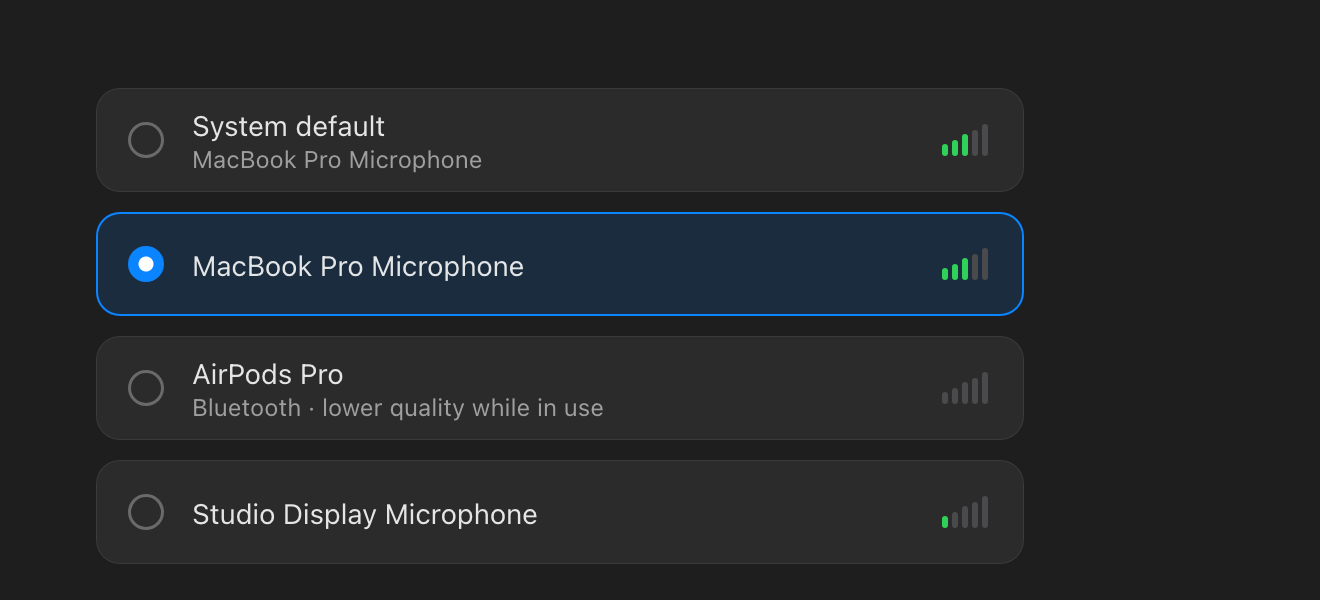 System default
MacBook Pro Microphone
MacBook Pro Microphone
AirPods Pro
Bluetooth · lower quality while in use
Studio Display Microphone